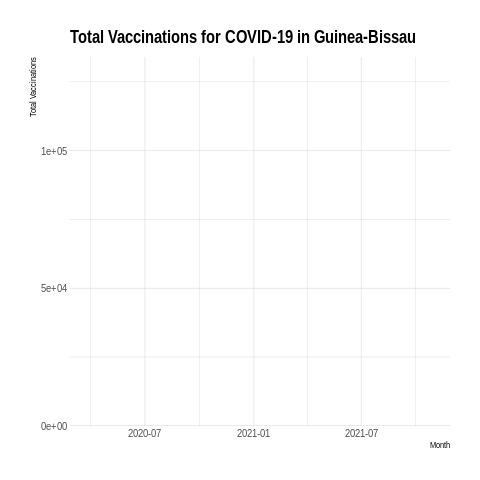 Total Vaccinations for COVID-19 in Guinea-Bissau
Total Vaccinations
1e+05
5e+04
0e+00
2020-07 2021-01 2021-07
Month